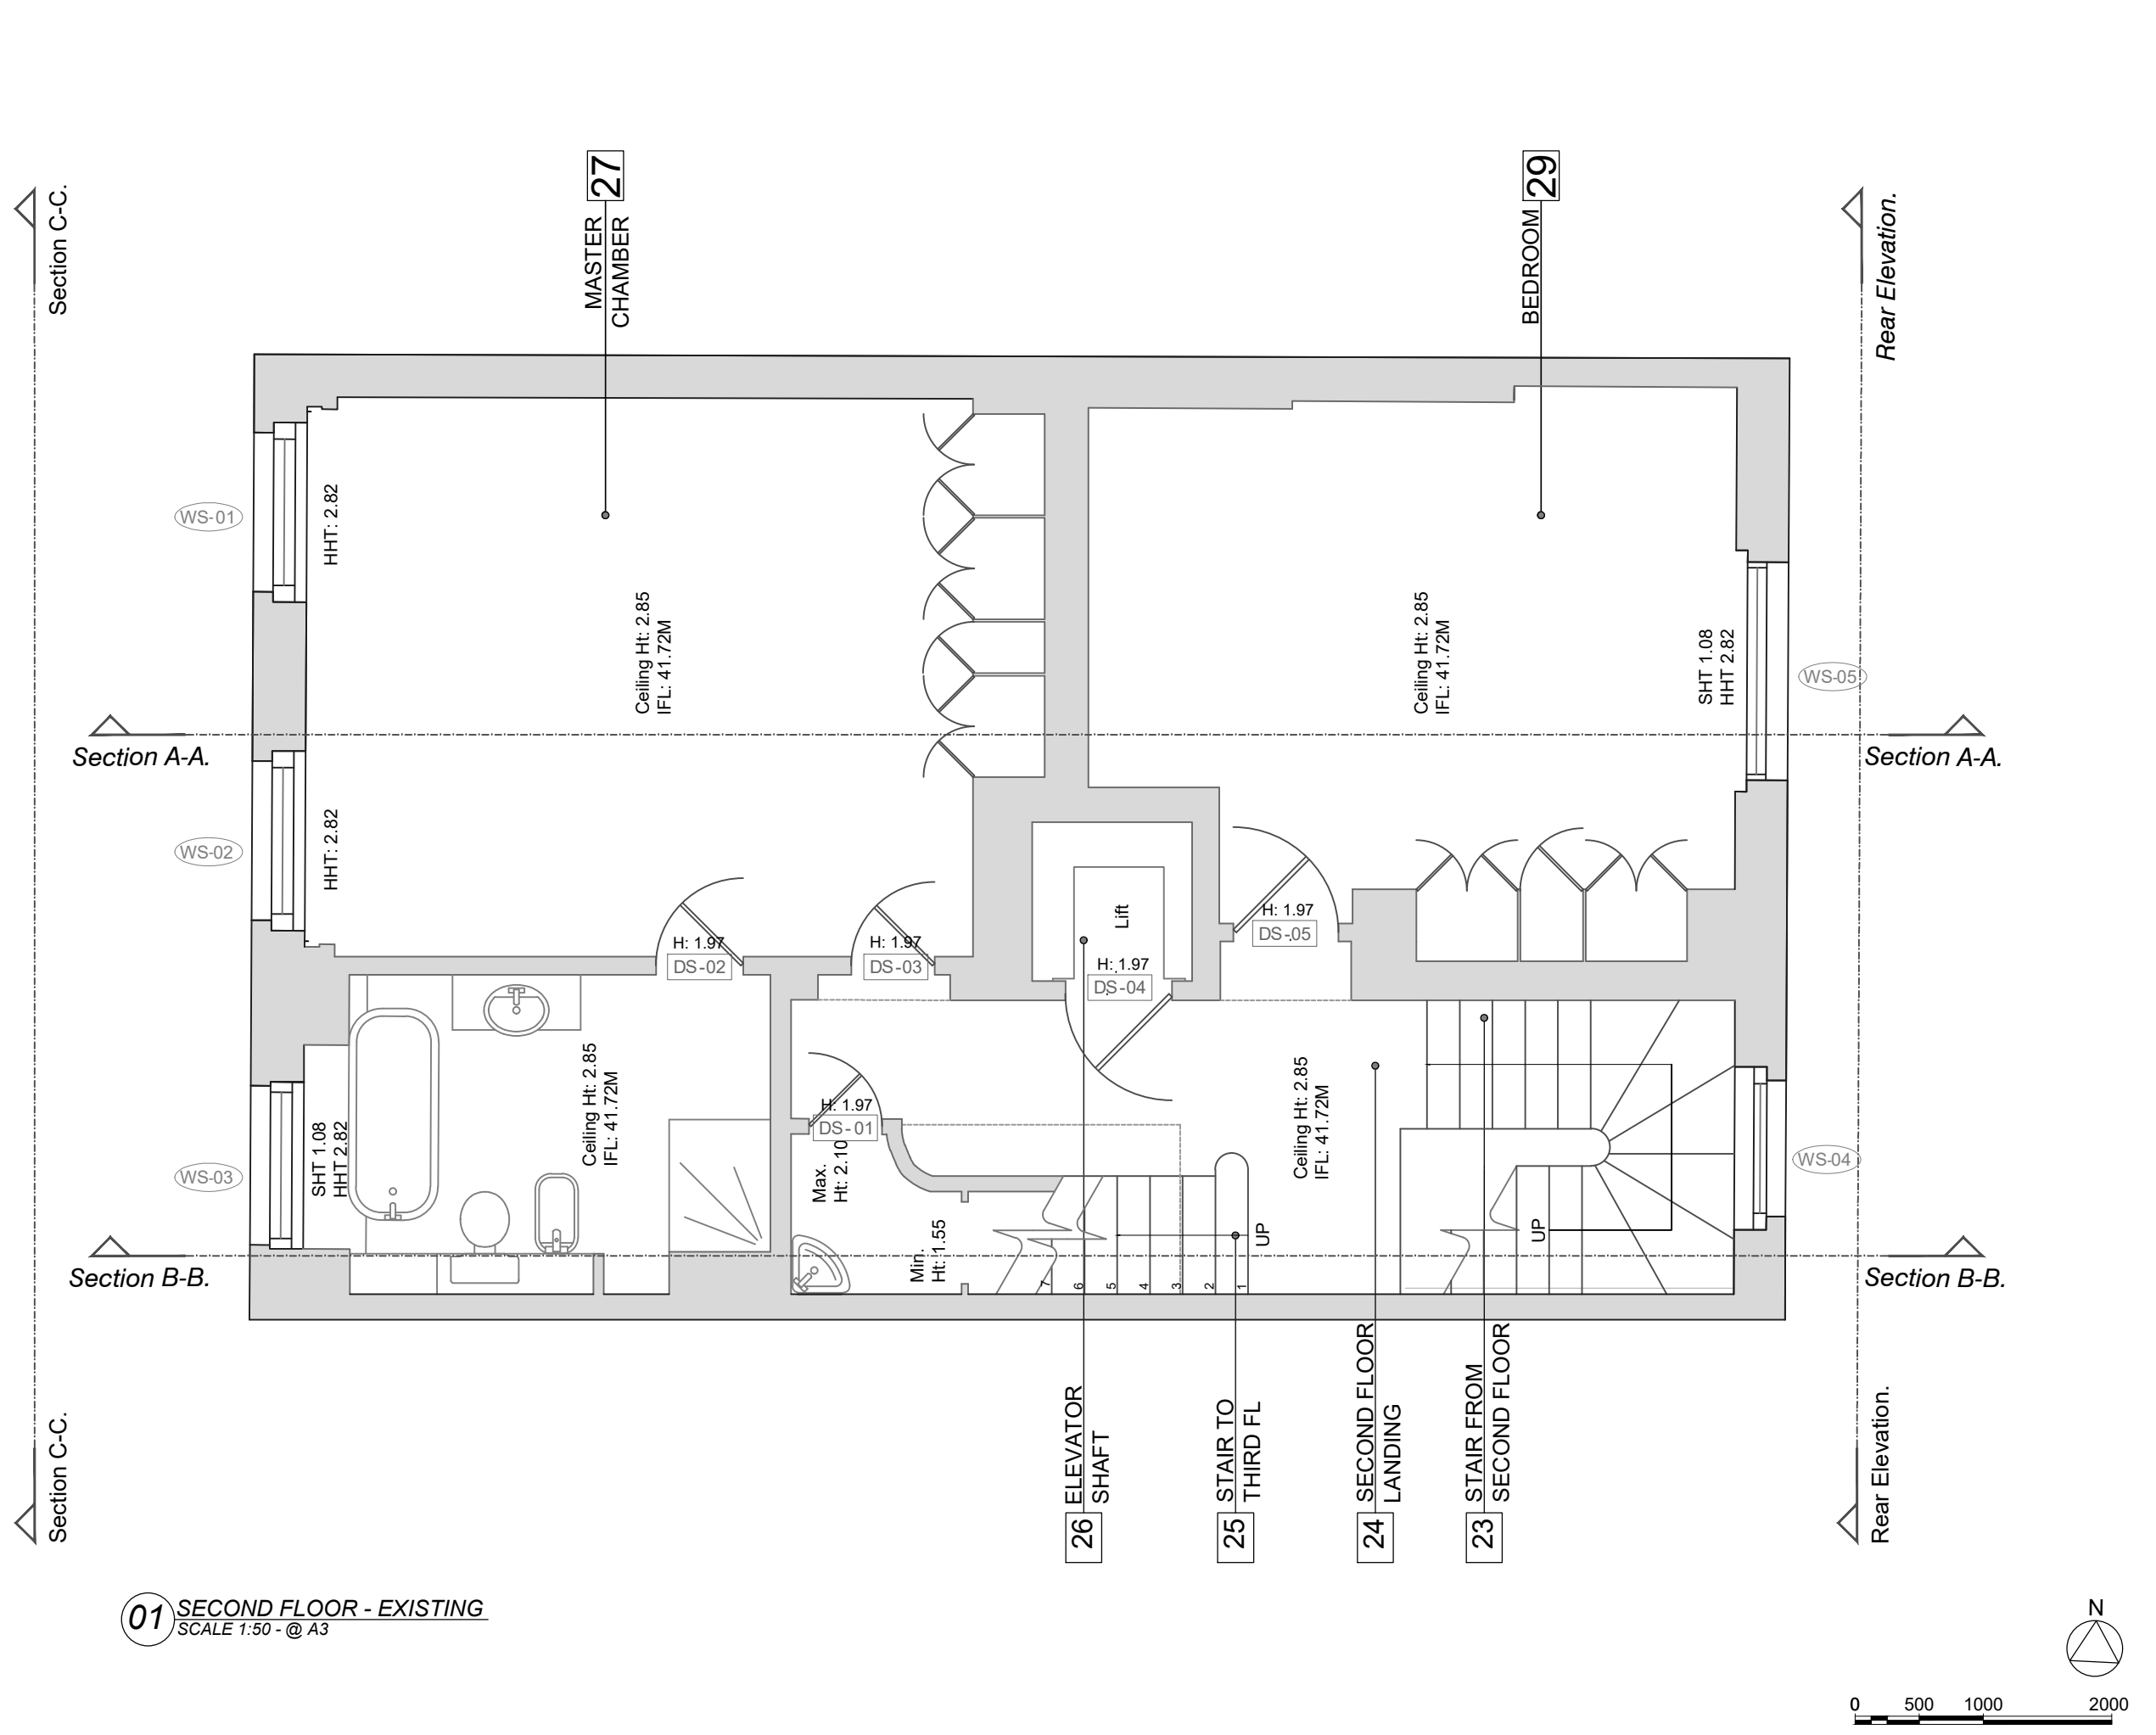 27
MASTER
CHAMBER
29
BEDROOM
Section C-C.
Rear Elevation.
WS-01
HHT: 2.82
Ceiling Ht: 2.85
IFL: 41.72M
Ceiling Ht: 2.85
IFL: 41.72M
SHT 1.08
HHT 2.82
WS-05
Section A-A.
Section A-A.
WS-02
HHT: 2.82
H: 1.97
DS-02
H: 1.97
DS-03
Lift
H: 1.97
DS-04
H: 1.97
DS-05
Ceiling Ht: 2.85
IFL: 41.72M
H: 1.97
DS-01
Max.
Ht: 2.10
Ceiling Ht: 2.85
IFL: 41.72M
WS-03
SHT 1.08
HHT 2.82
WS-04
Min.
Ht:1.55
UP
UP
7
6
5
4
3
2
1
Section B-B.
Section B-B.
26
ELEVATOR
SHAFT
25
STAIR TO
THIRD FL
24
SECOND FLOOR
LANDING
23
STAIR FROM
SECOND FLOOR
Section C-C.
Rear Elevation.
01
SECOND FLOOR - EXISTING
SCALE 1:50 - @ A3
N
0 500 1000 2000